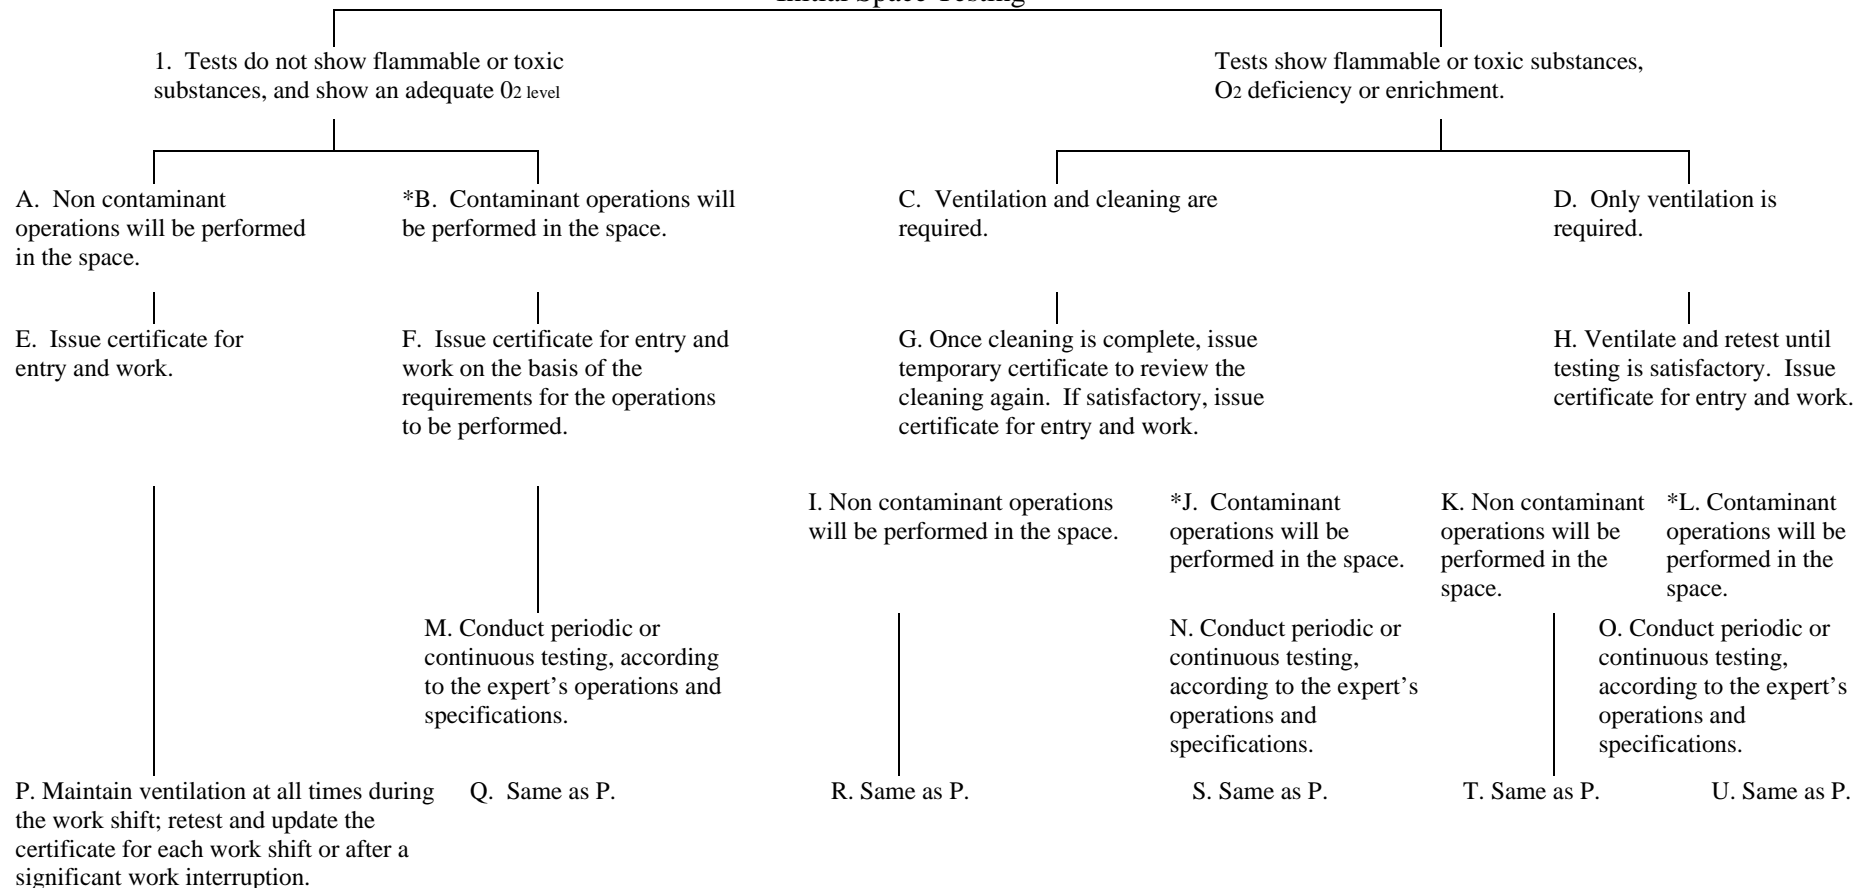 Initial Space Testing
1. Tests do not show flammable or toxic
substances, and show an adequate 02 level
Tests show flammable or toxic substances,
O2 deficiency or enrichment.
A. Non contaminant
operations will be performed
in the space.
*B. Contaminant operations will
be performed in the space.
C. Ventilation and cleaning are
required.
D. Only ventilation is
required.
E. Issue certificate for
entry and work.
F. Issue certificate for entry and
work on the basis of the
requirements for the operations
to be performed.
G. Once cleaning is complete, issue
temporary certificate to review the
cleaning again. If satisfactory, issue
certificate for entry and work.
H. Ventilate and retest until
testing is satisfactory. Issue
certificate for entry and work.
I. Non contaminant operations
will be performed in the space.
*J. Contaminant
operations will be
performed in the space.
K. Non contaminant
operations will be
performed in the
space.
*L. Contaminant
operations will be
performed in the
space.
M. Conduct periodic or
continuous testing, according
to the expert’s operations and
specifications.
N. Conduct periodic or
continuous testing,
according to the expert’s
operations and
specifications.
O. Conduct periodic or
continuous testing,
according to the expert’s
operations and
specifications.
P. Maintain ventilation at all times during
the work shift; retest and update the
certificate for each work shift or after a
significant work interruption.
Q. Same as P.
R. Same as P.
S. Same as P.
T. Same as P.
U. Same as P.